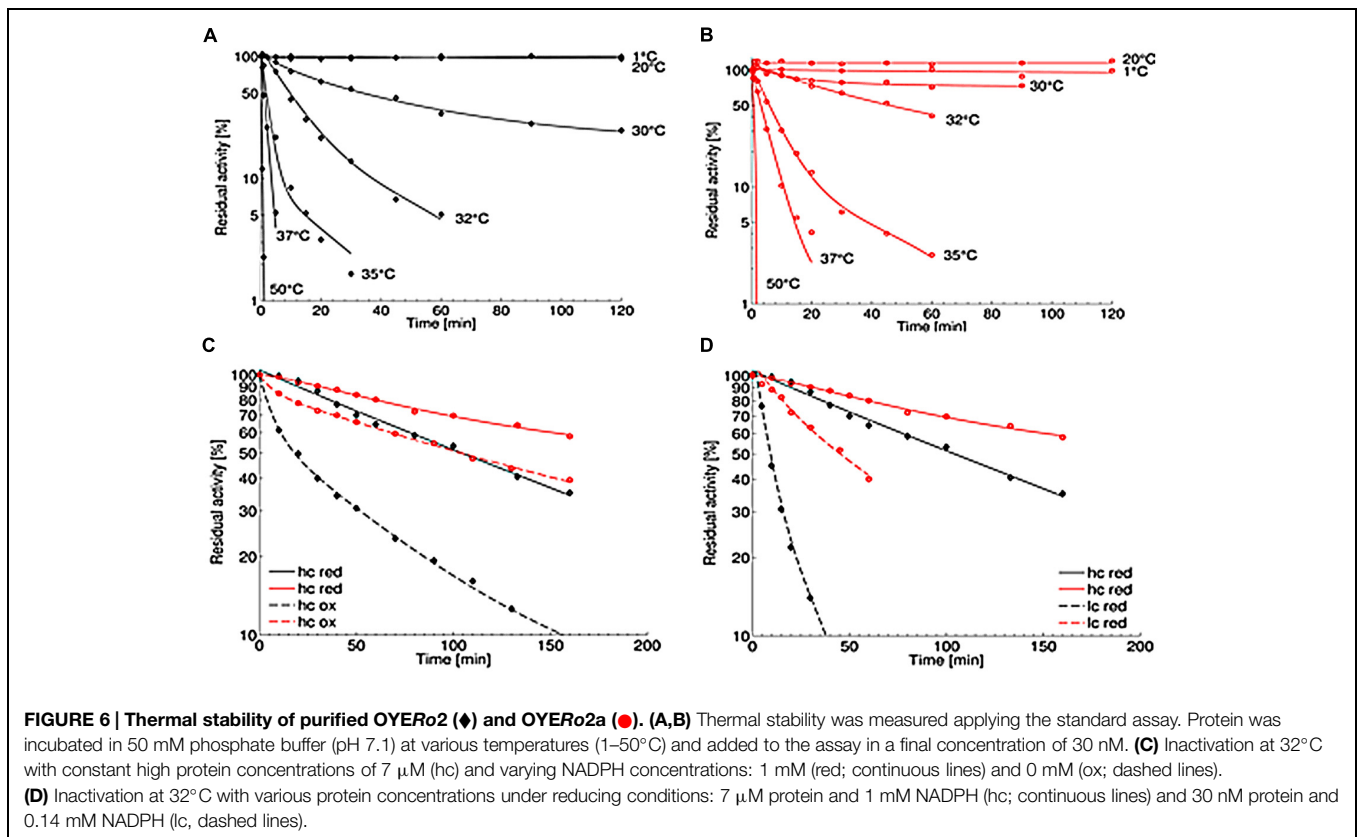 A
Residual activity [%]
100
50
10
5
1
1°C
20°C
30°C
32°C
37°C
35°C
50°C
0 20 40 60 80 100 120
Time [min]
B
Residual activity [%]
100
50
10
5
1
20°C
1°C
30°C
32°C
35°C
37°C
50°C
0 20 40 60 80 100 120
Time [min]
C
Residual activity [%]
100
90
80
70
60
50
40
30
20
10
hc red
hc red
hc ox
hc ox
0 50 100 150 200
Time [min]
D
Residual activity [%]
100
90
80
70
60
50
40
30
20
10
hc red
hc red
lc red
lc red
0 50 100 150 200
Time [min]
FIGURE 6 | Thermal stability of purified OYERo2 (♦) and OYERo2a (●). (A,B) Thermal stability was measured applying the standard assay. Protein was
incubated in 50 mM phosphate buffer (pH 7.1) at various temperatures (1–50°C) and added to the assay in a final concentration of 30 nM. (C) Inactivation at 32°C
with constant high protein concentrations of 7 μM (hc) and varying NADPH concentrations: 1 mM (red; continuous lines) and 0 mM (ox; dashed lines).
(D) Inactivation at 32°C with various protein concentrations under reducing conditions: 7 μM protein and 1 mM NADPH (hc; continuous lines) and 30 nM protein and
0.14 mM NADPH (lc, dashed lines).